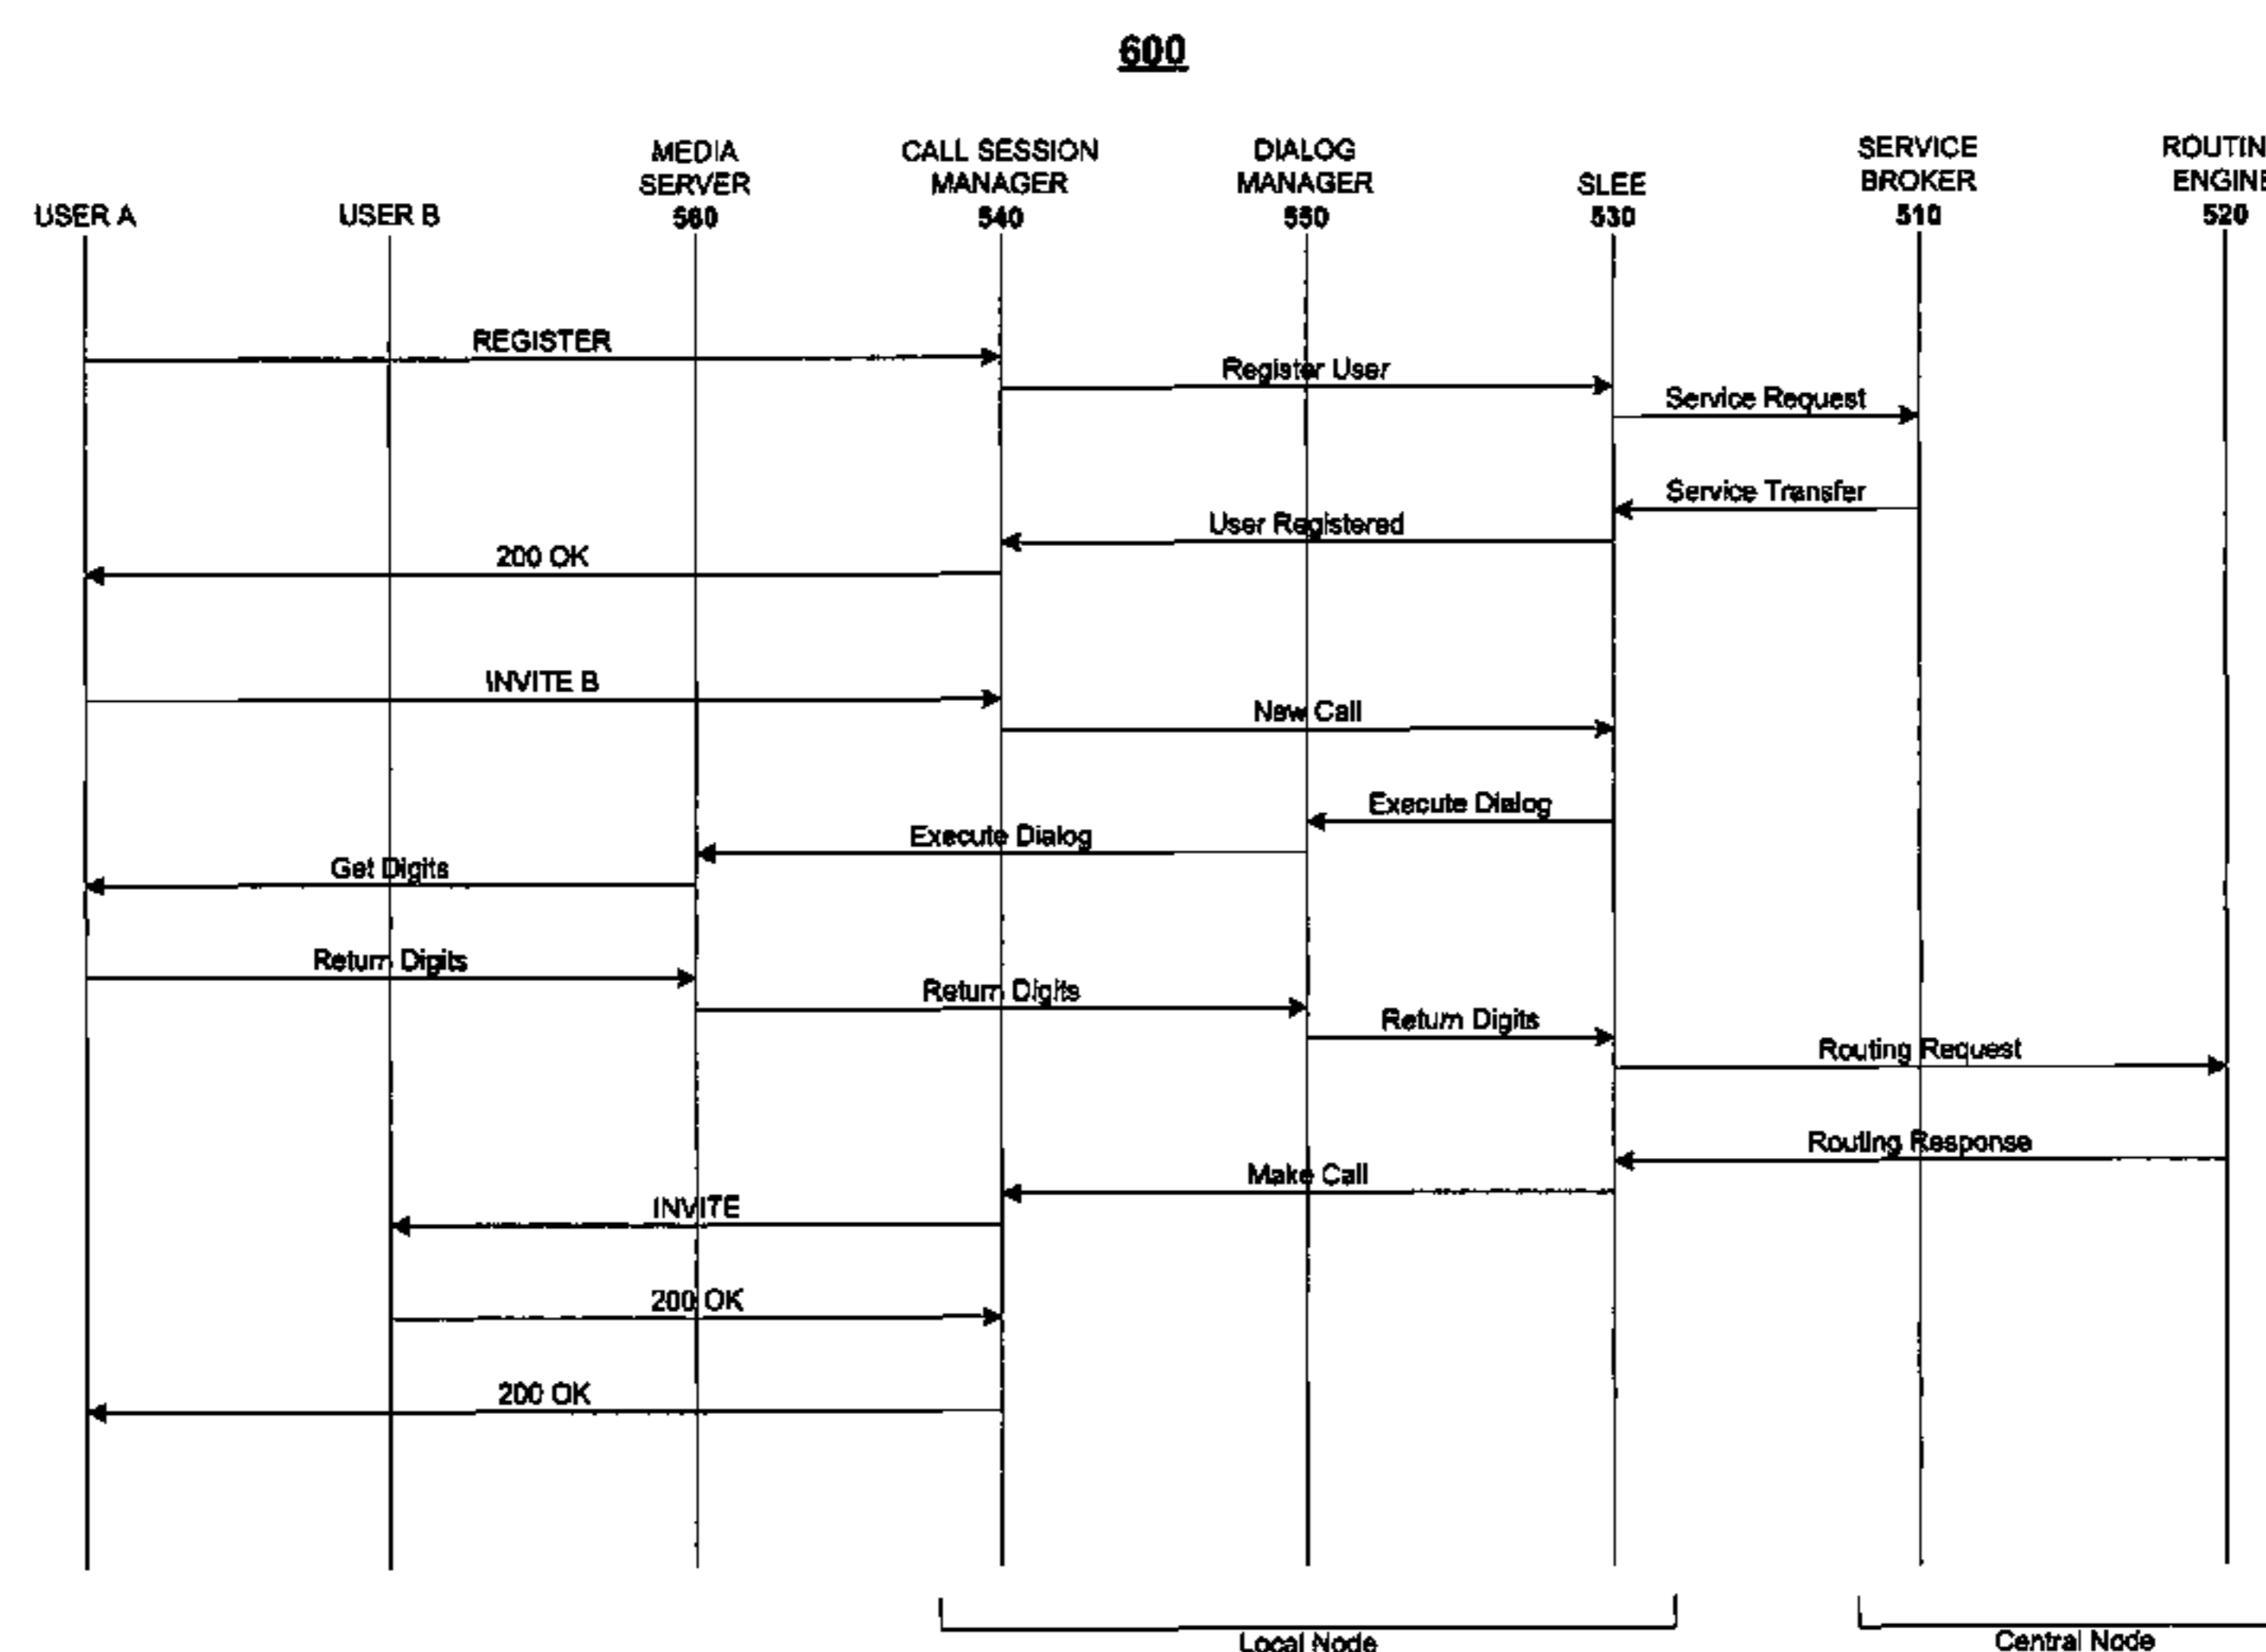 600
MEDIA
SERVER
560
CALL SESSION
MANAGER
540
DIALOG
MANAGER
550
SERVICE
BROKER
510
ROUTIN
ENGINE
520
USER A
USER B
SLEE
530
REGISTER
Register User
Service Request
Service Transfer
User Registered
200 OK
INVITE B
New Call
Execute Dialog
Execute Dialog
Get Digits
Return Digits
Return Digits
Return Digits
Routing Request
Routing Response
Make Call
INVITE
200 OK
200 OK
Local Node
Central Node